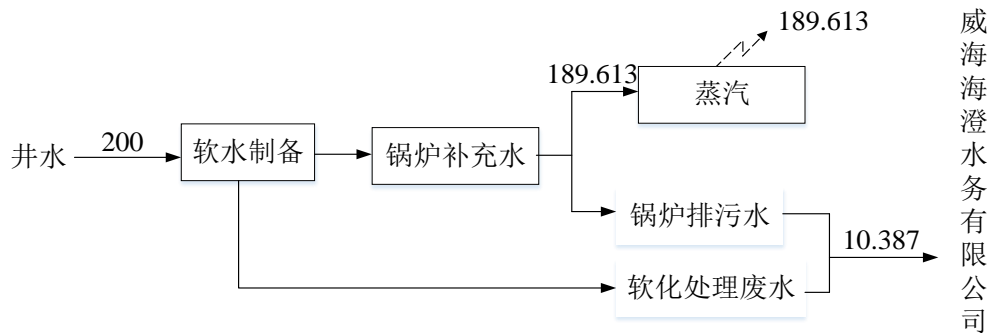 189.613
189.613
蒸汽
井水
200
软水制备
锅炉补充水
锅炉排污水
10.387
软化处理废水
威海海澄水务有限公司